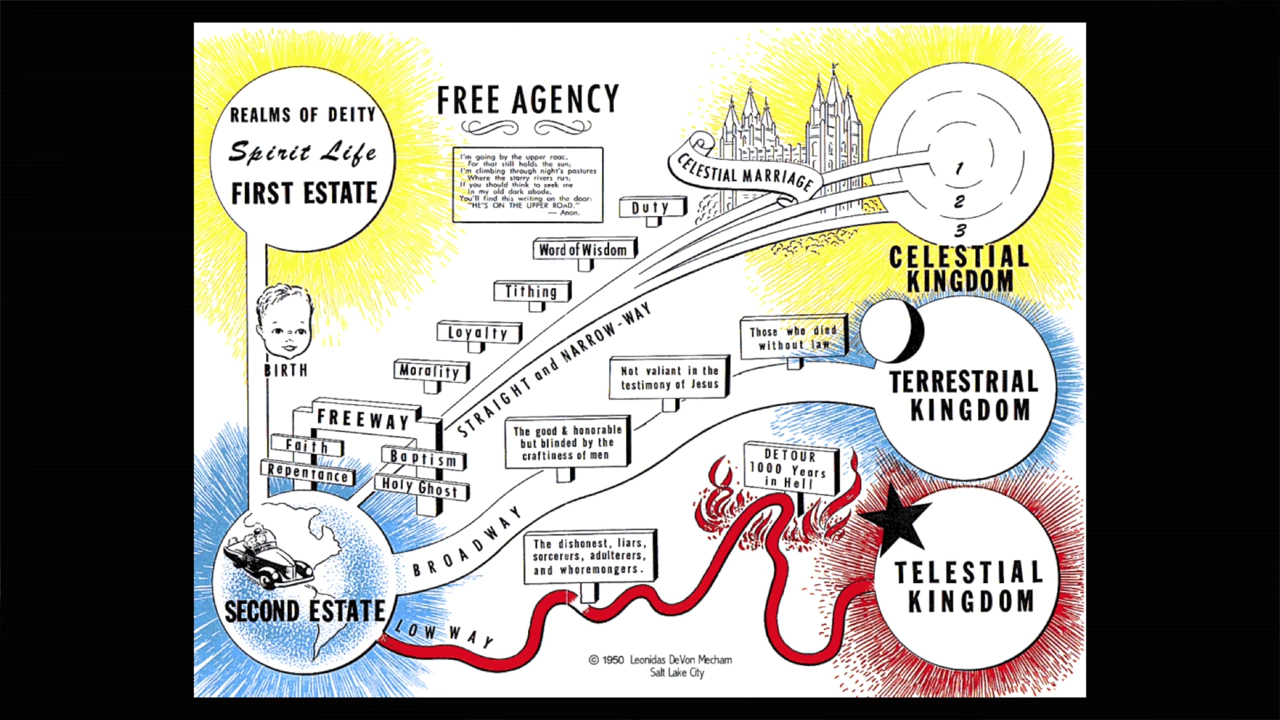 REALMS OF DEITY
Spirit Life
FIRST ESTATE
FREE AGENCY
I'm going by the upper road,
For that still holds the sun;
I'm climbing through night's pastures
Where the starry rivers run;
If you should think to seek me
In my old dark abode,
You'll find this writing on the door:
"HE'S ON THE UPPER ROAD."
— Anon.
CELESTIAL MARRIAGE
1
2
3
CELESTIAL
KINGDOM
Duty
Word of Wisdom
Tithing
Loyalty
Morality
BIRTH
FREEWAY
Faith
Repentance
Baptism
Holy Ghost
STRAIGHT and NARROW-WAY
Those who died
without law
Not valiant in the
testimony of Jesus
The good & honorable
but blinded by the
craftiness of men
TERRESTRIAL
KINGDOM
BROADWAY
DETOUR
1000 Years
in Hell
The dishonest, liars,
sorcerers, adulterers,
and whoremongers.
TELESTIAL
KINGDOM
SECOND ESTATE
LOW WAY
© 1950 Leonidas DeVon Mecham
Salt Lake City